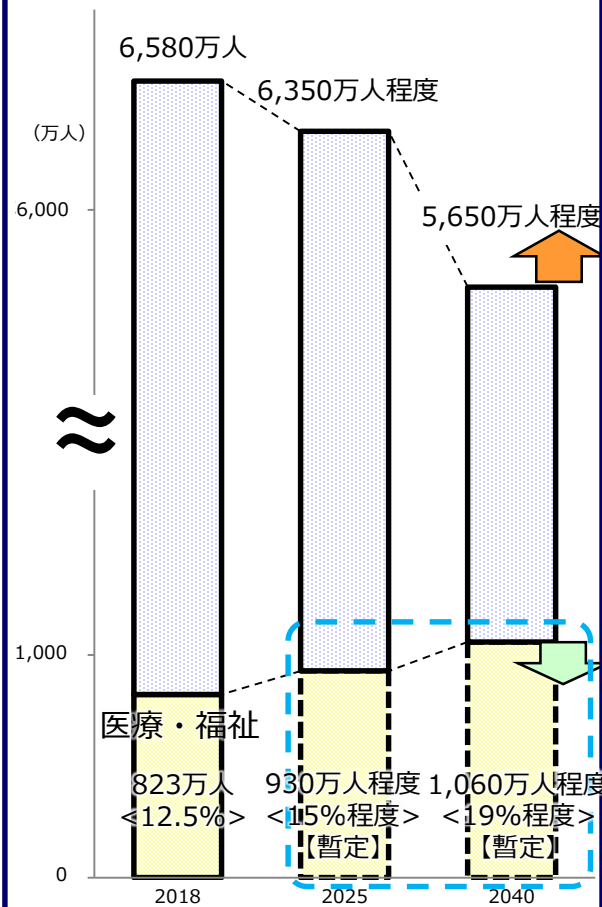 6,580万人
6,350万人程度
(万人)
6,000
5,650万人程度
≈
1,000
医療・福祉
823万人
<12.5%>
930万人程度
<15%程度>
【暫定】
1,060万人程度
<19%程度>
【暫定】
0
2018
2025
2040